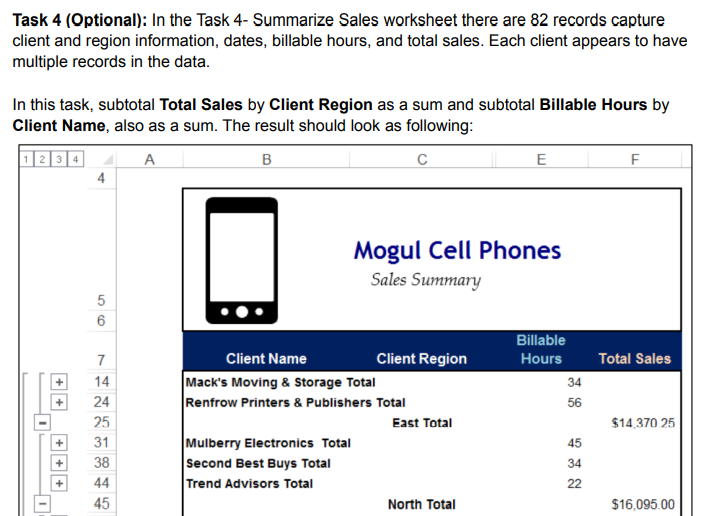 Task 4 (Optional): In the Task 4- Summarize Sales worksheet there are 82 records capture
client and region information, dates, billable hours, and total sales. Each client appears to have
multiple records in the data.
In this task, subtotal Total Sales by Client Region as a sum and subtotal Billable Hours by
Client Name, also as a sum. The result should look as following:
1 2 3 4 A B C E F
4
Mogul Cell Phones
Sales Summary
5
6
Billable
7 Client Name Client Region Hours Total Sales
+ 14 Mack's Moving & Storage Total 34
+ 24 Renfrow Printers & Publishers Total 56
- 25 East Total $14,370.25
+ 31 Mulberry Electronics Total 45
+ 38 Second Best Buys Total 34
+ 44 Trend Advisors Total 22
- 45 North Total $16,095.00